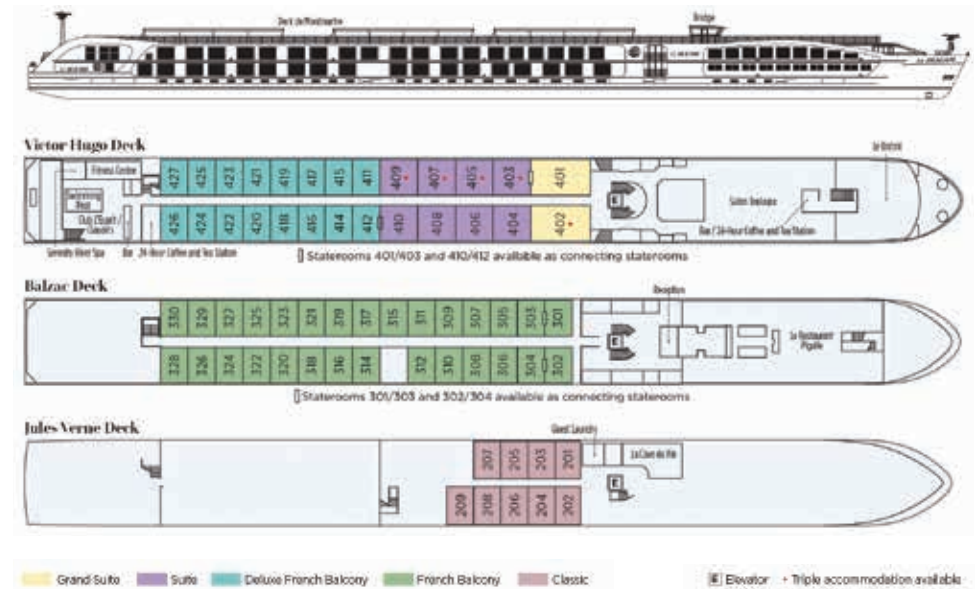 Deck de Montmartre
Bridge
Victor Hugo Deck
Fitness Centre
427 425 423 421 419 417 415 411 409 407 405 403 401
Swimming Pool
426 424 422 420 418 416 414 412 410 408 406 404 402
E
Serenity River Spa
Bar
24-Hour Coffee and Tea Station
Bar / 24-Hour Coffee and Tea Station
Staterooms 401/403 and 410/412 available as connecting staterooms
Balzac Deck
Reception
330 329 327 325 323 321 319 317 315 311 309 307 305 303 301
328 326 324 322 320 318 316 314 312 310 308 306 304 302
E
Le Restaurant
Pigalle
Staterooms 301/303 and 302/304 available as connecting staterooms
Jules Verne Deck
Guest Laundry
207 205 203 201
La Cave du Vin
209 208 206 204 202
E
Grand Suite
Suite
Deluxe French Balcony
French Balcony
Classic
E Elevator
• Triple accommodation available